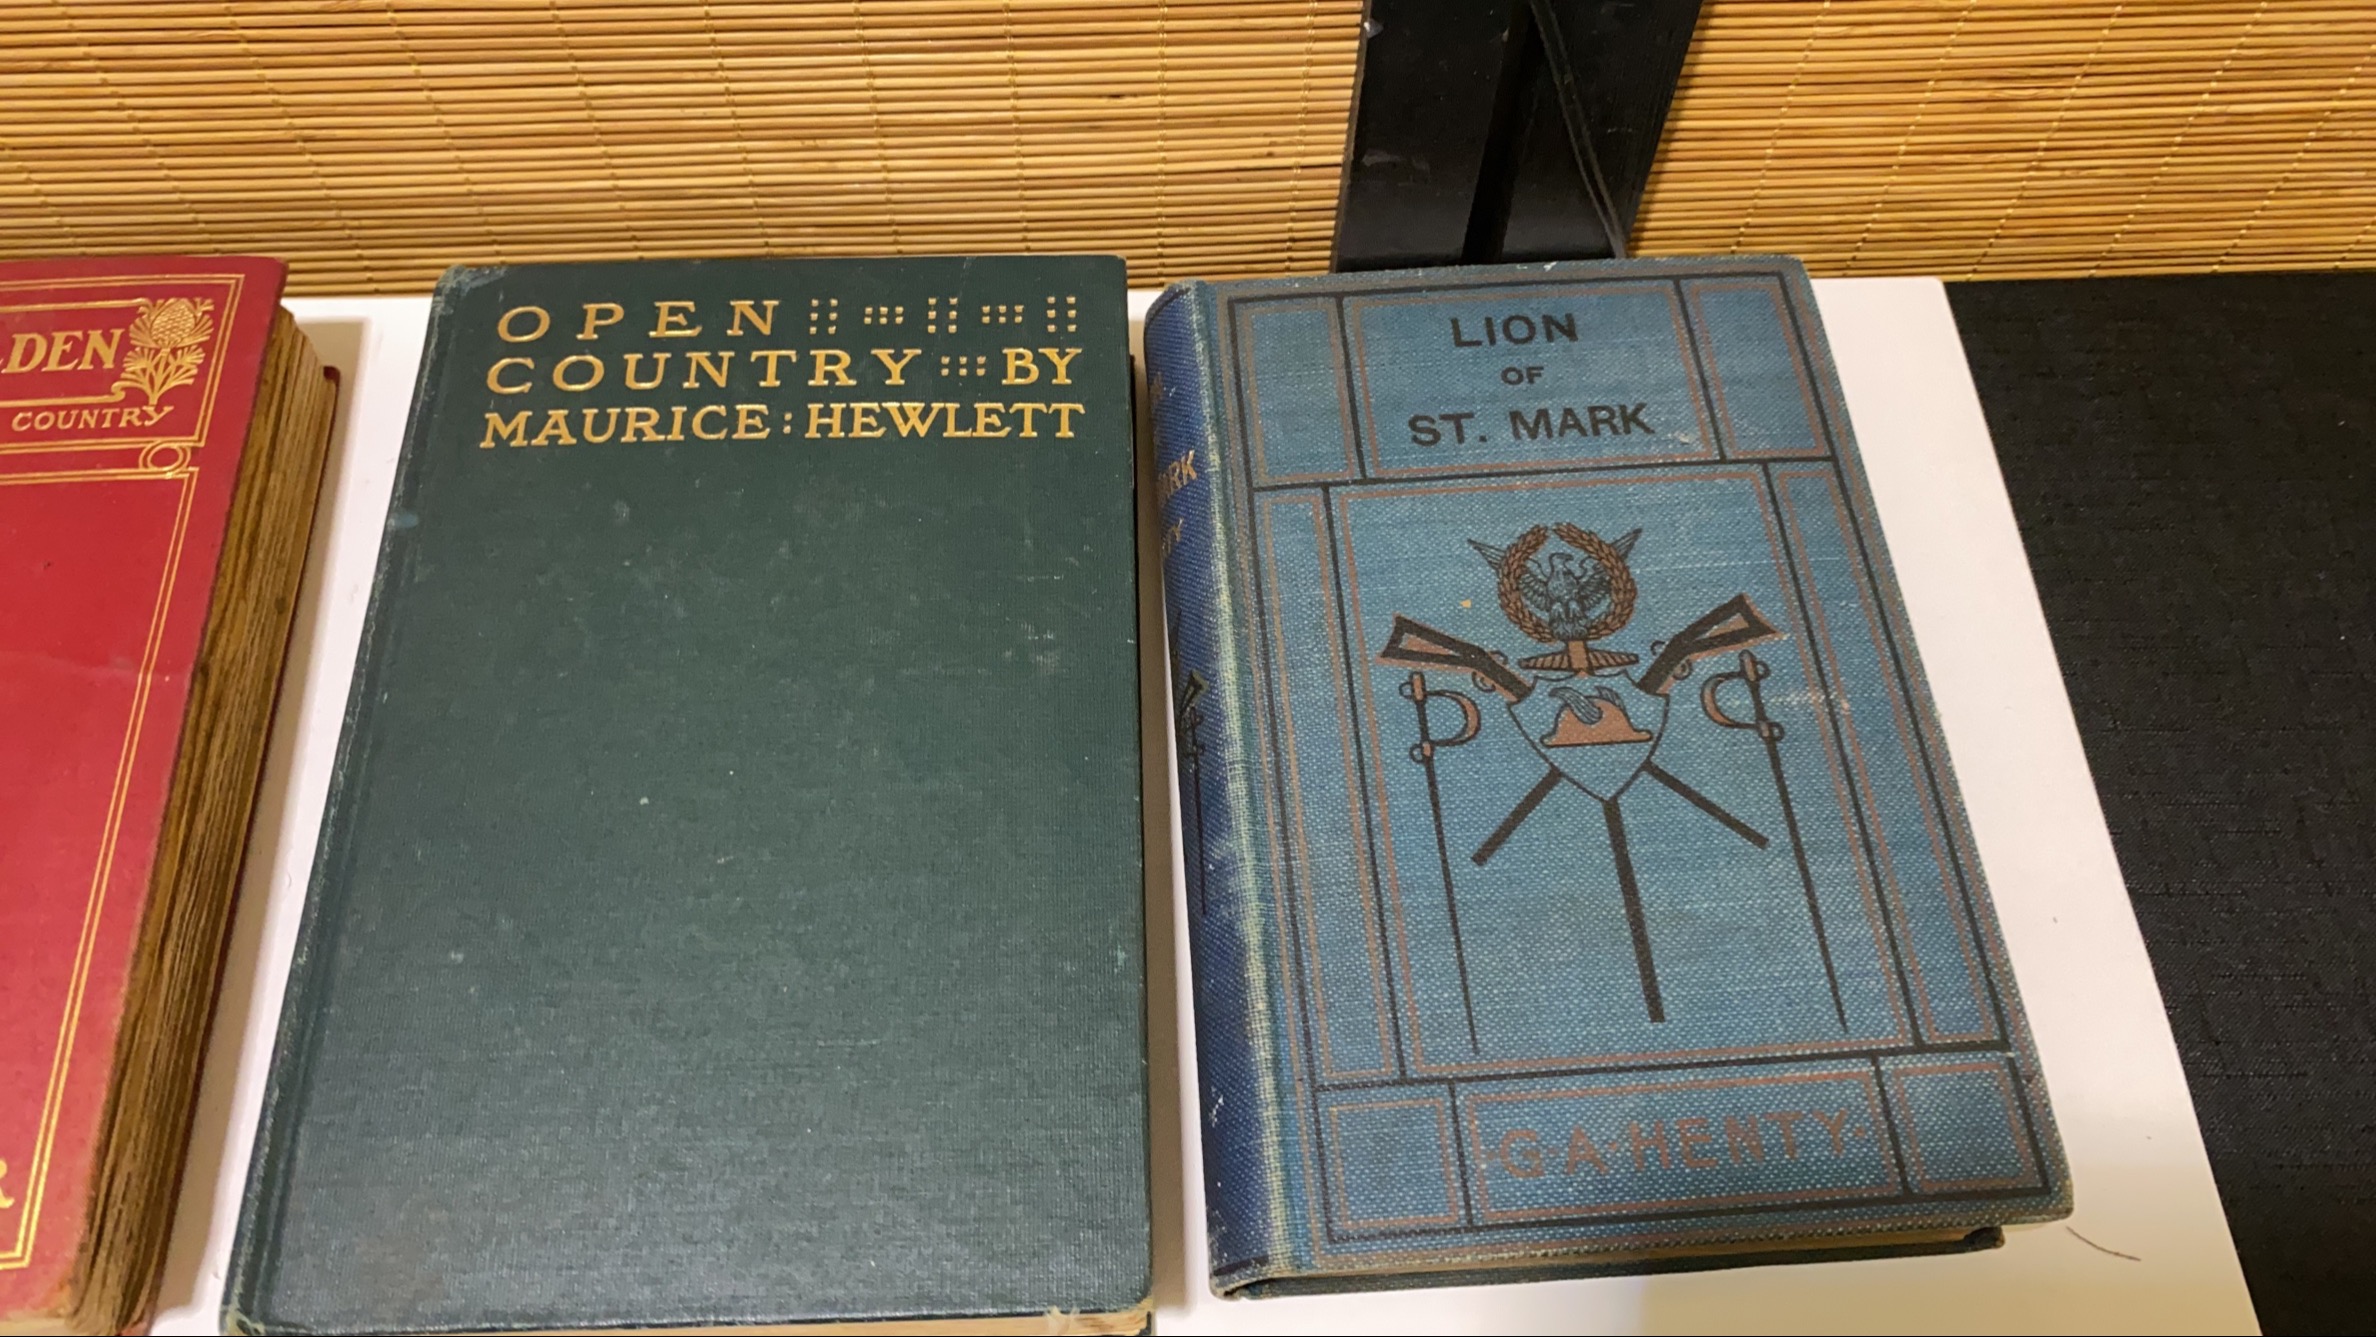 DEN
COUNTRY
OPEN
COUNTRY BY
MAURICE : HEWLETT
LION
OF
ST. MARK
G·A·HENTY